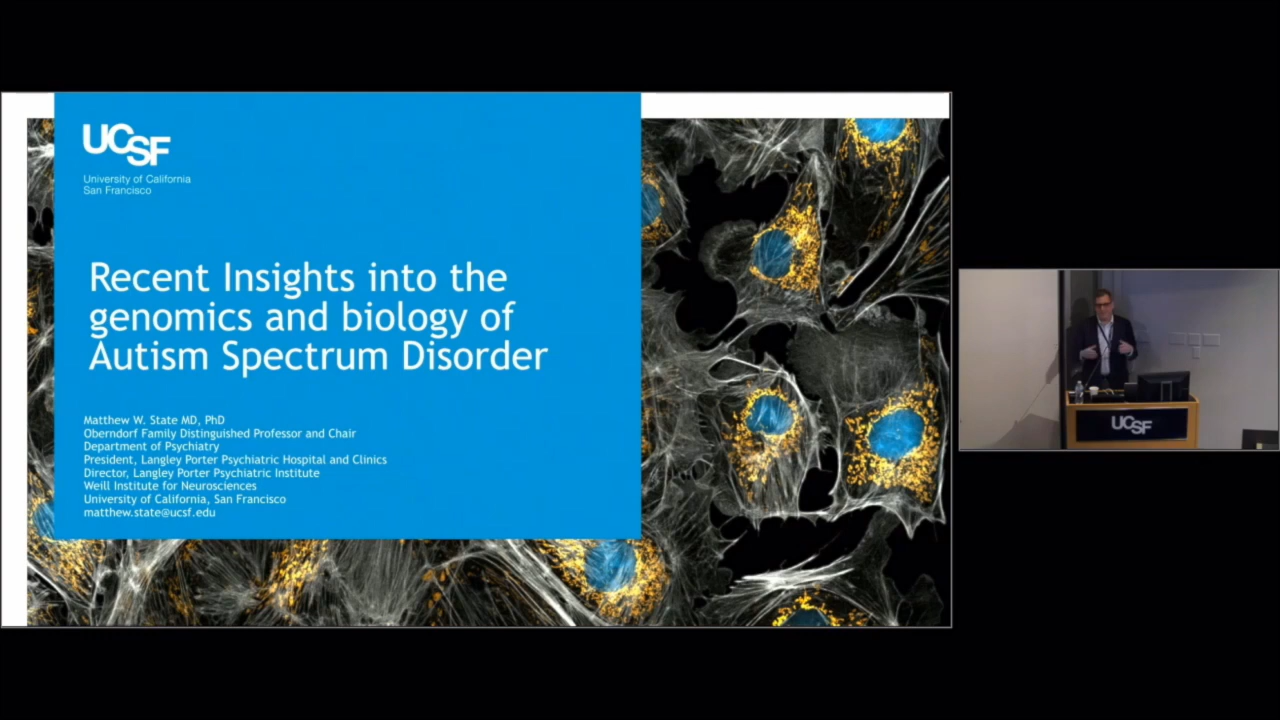 UCSF
University of California
San Francisco
Recent Insights into the
genomics and biology of
Autism Spectrum Disorder
Matthew W. State MD, PhD
Oberndorf Family Distinguished Professor and Chair
Department of Psychiatry
President, Langley Porter Psychiatric Hospital and Clinics
Director, Langley Porter Psychiatric Institute
Weill Institute for Neurosciences
University of California, San Francisco
matthew.state@ucsf.edu
UCSF